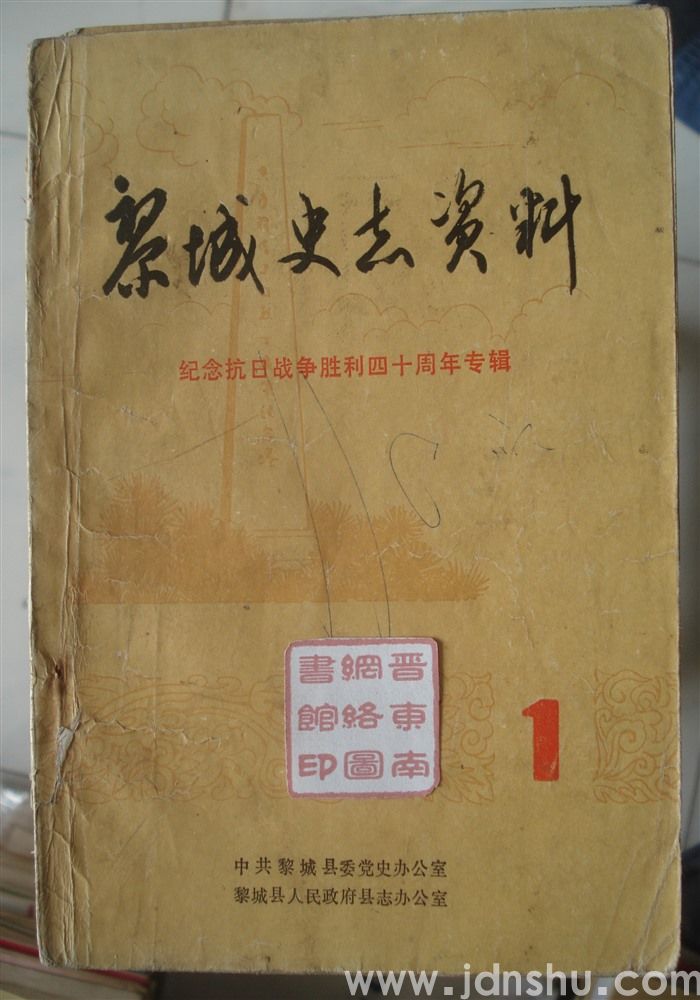 黎城史志资料
纪念抗日战争胜利四十周年专辑
晋東南
網絡圖
書館印
1
中共黎城县委党史办公室
黎城县人民政府县志办公室
www.jdnshu.com